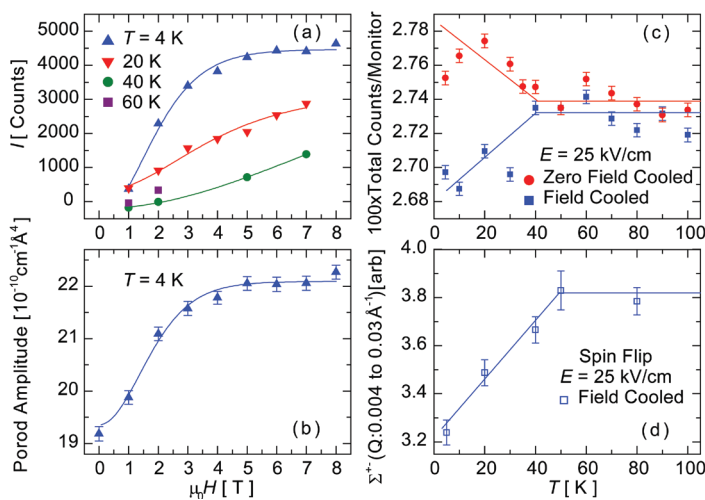 (a)
T = 4 K
20 K
40 K
60 K
I [ Counts]
5000
4000
3000
2000
1000
0
0 1 2 3 4 5 6 7 8
(b)
T = 4 K
Porod Amplitude [10⁻¹⁰cm⁻¹Å⁴]
22
21
20
19
0 1 2 3 4 5 6 7 8
μ₀H [ T ]
(c)
100xTotal Counts/Monitor
2.78
2.76
2.74
2.70
2.68
E = 25 kV/cm
Zero Field Cooled
Field Cooled
0 20 40 60 80 100
(d)
Σ⁺⁻(Q:0.004 to 0.03 Å⁻¹)[arb]
4.0
3.8
3.6
3.4
3.2
Spin Flip
E = 25 kV/cm
Field Cooled
0 20 40 60 80 100
T [ K ]